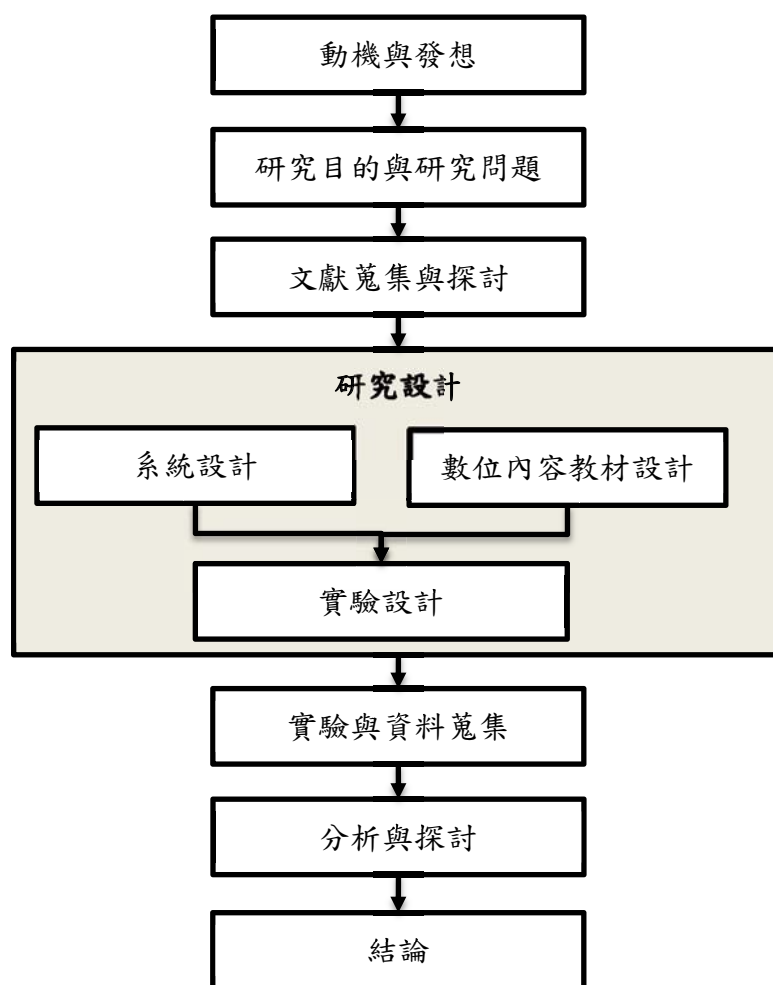 動機與發想
研究目的與研究問題
文獻蒐集與探討
研究設計
系統設計
數位內容教材設計
實驗設計
實驗與資料蒐集
分析與探討
結論